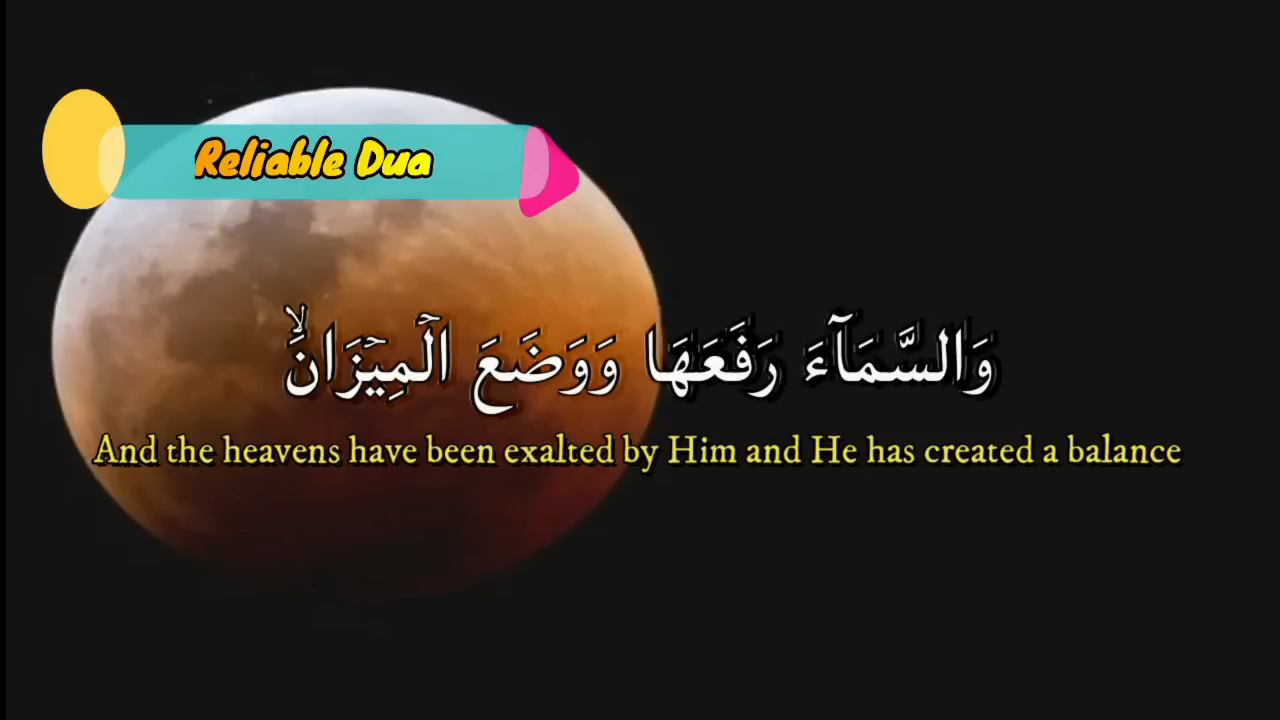 Reliable Dua
وَالسَّمَآءَ رَفَعَهَا وَوَضَعَ الۡمِيۡزَانَۙ
And the heavens have been exalted by Him and He has created a balance